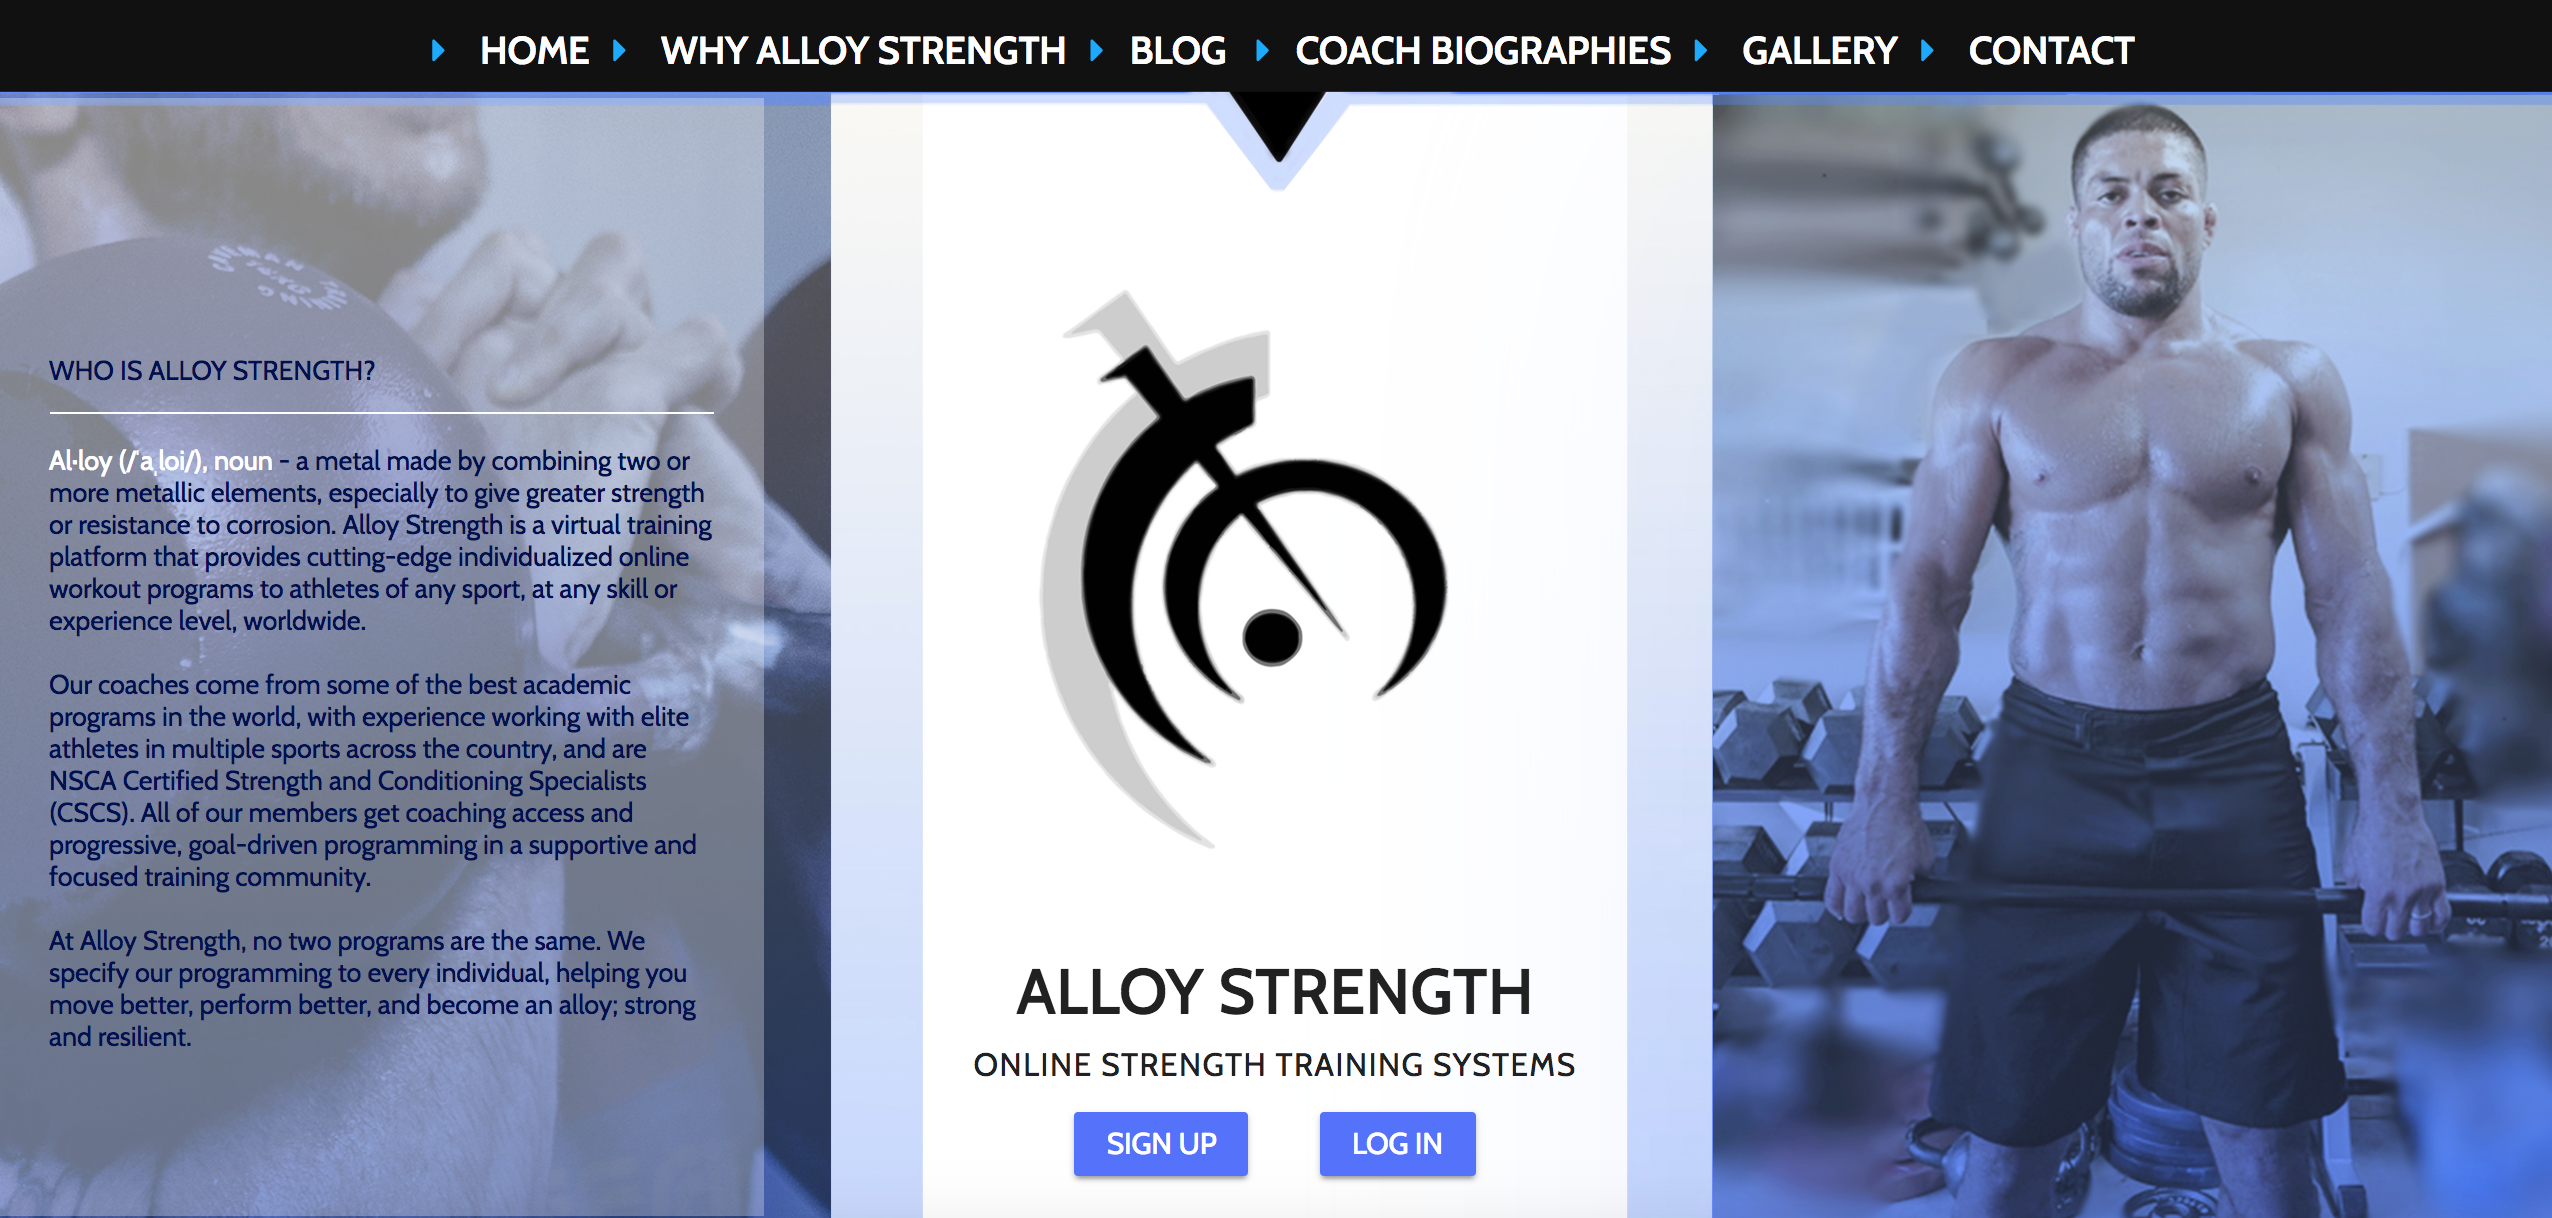 HOME WHY ALLOY STRENGTH BLOG COACH BIOGRAPHIES GALLERY CONTACT
WHO IS ALLOY STRENGTH?
Al·loy (/ˈaˌloi/), noun - a metal made by combining two or
more metallic elements, especially to give greater strength
or resistance to corrosion. Alloy Strength is a virtual training
platform that provides cutting-edge individualized online
workout programs to athletes of any sport, at any skill or
experience level, worldwide.
Our coaches come from some of the best academic
programs in the world, with experience working with elite
athletes in multiple sports across the country, and are
NSCA Certified Strength and Conditioning Specialists
(CSCS). All of our members get coaching access and
progressive, goal-driven programming in a supportive and
focused training community.
At Alloy Strength, no two programs are the same. We
specify our programming to every individual, helping you
move better, perform better, and become an alloy; strong
and resilient.
ALLOY STRENGTH
ONLINE STRENGTH TRAINING SYSTEMS
SIGN UP LOG IN